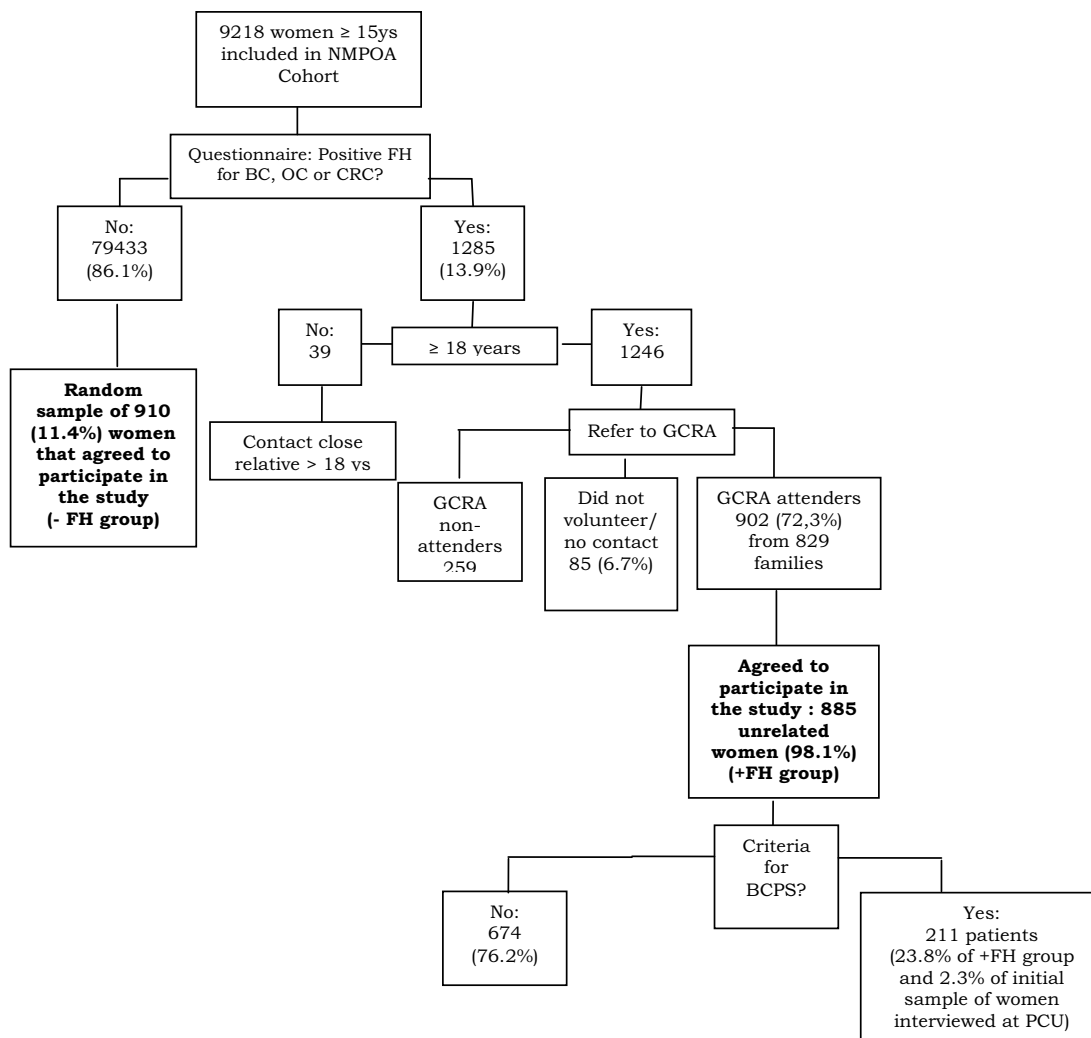 9218 women ≥ 15ys
included in NMPOA
Cohort
Questionnaire: Positive FH
for BC, OC or CRC?
No:
79433
(86.1%)
Yes:
1285
(13.9%)
No:
39
≥ 18 years
Yes:
1246
Random
sample of 910
(11.4%) women
that agreed to
participate in
the study
(- FH group)
Contact close
relative > 18 ys
Refer to GCRA
GCRA
non-
attenders
259
Did not
volunteer/
no contact
85 (6.7%)
GCRA attenders
902 (72,3%)
from 829
families
Agreed to
participate in
the study : 885
unrelated
women (98.1%)
(+FH group)
Criteria
for
BCPS?
No:
674
(76.2%)
Yes:
211 patients
(23.8% of +FH group
and 2.3% of initial
sample of women
interviewed at PCU)